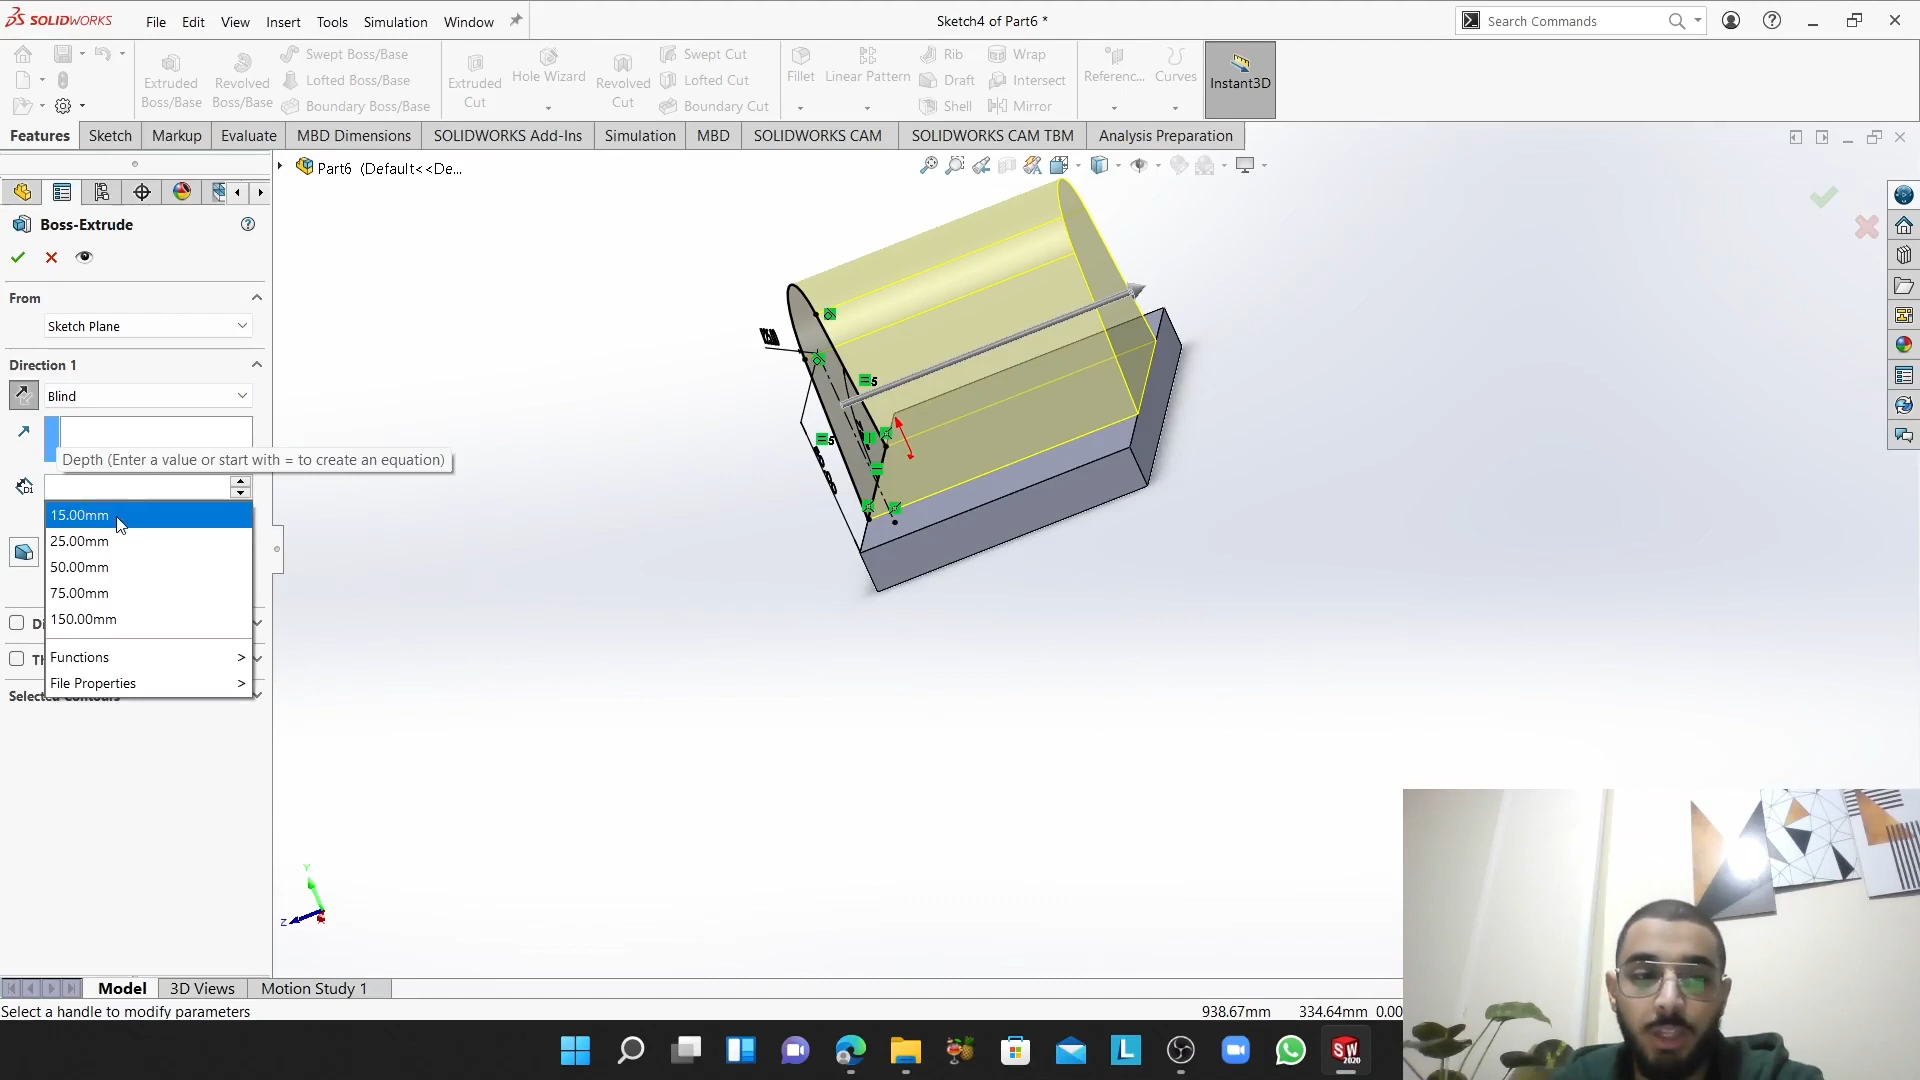 SOLIDWORKS
File Edit View Insert Tools Simulation Window
Sketch4 of Part6 *
Search Commands
Extruded Boss/Base
Revolved Boss/Base
Swept Boss/Base
Lofted Boss/Base
Boundary Boss/Base
Extruded Cut
Hole Wizard
Revolved Cut
Swept Cut
Lofted Cut
Boundary Cut
Fillet
Linear Pattern
Rib
Draft
Shell
Wrap
Intersect
Mirror
Referenc...
Curves
Instant3D
Features Sketch Markup Evaluate MBD Dimensions SOLIDWORKS Add-Ins Simulation MBD SOLIDWORKS CAM SOLIDWORKS CAM TBM Analysis Preparation
Part6 (Default<<De...
Boss-Extrude
From
Sketch Plane
Direction 1
Blind
Depth (Enter a value or start with = to create an equation)
15.00mm
25.00mm
50.00mm
75.00mm
150.00mm
Functions >
File Properties >
5
5
Y
Z
Model 3D Views Motion Study 1
Select a handle to modify parameters
938.67mm 334.64mm 0.00
L
SW
2020